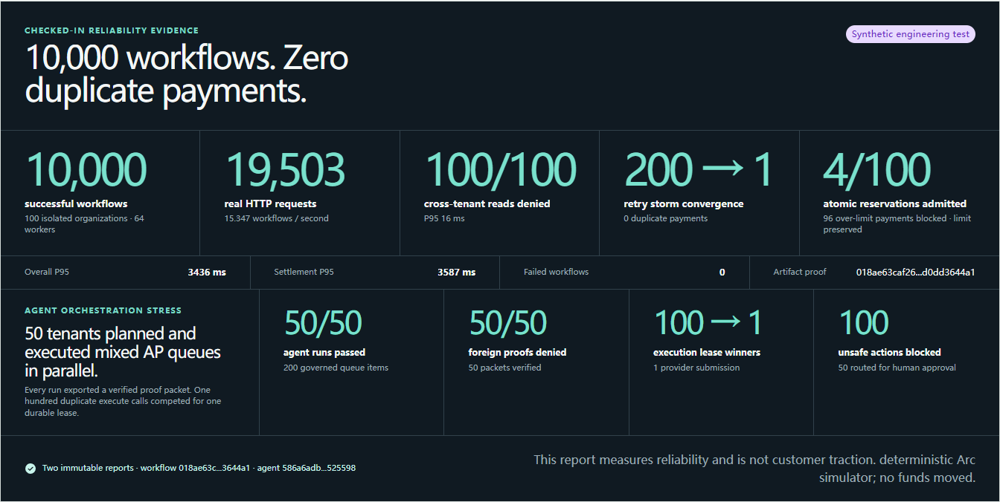 CHECKED-IN RELIABILITY EVIDENCE
Synthetic engineering test
10,000 workflows. Zero
duplicate payments.
10,000
successful workflows
100 isolated organizations · 64
workers
19,503
real HTTP requests
15.347 workflows / second
100/100
cross-tenant reads denied
P95 16 ms
200 → 1
retry storm convergence
0 duplicate payments
4/100
atomic reservations admitted
96 over-limit payments blocked · limit
preserved
Overall P95 3436 ms
Settlement P95 3587 ms
Failed workflows 0
Artifact proof 018ae63caf26...d0dd3644a1
AGENT ORCHESTRATION STRESS
50 tenants planned and
executed mixed AP queues
in parallel.
Every run exported a verified proof packet. One
hundred duplicate execute calls competed for one
durable lease.
50/50
agent runs passed
200 governed queue items
50/50
foreign proofs denied
50 packets verified
100 → 1
execution lease winners
1 provider submission
100
unsafe actions blocked
50 routed for human approval
Two immutable reports · workflow 018ae63c...3644a1 · agent 586a6adb...525598
This report measures reliability and is not customer traction. deterministic Arc
simulator; no funds moved.